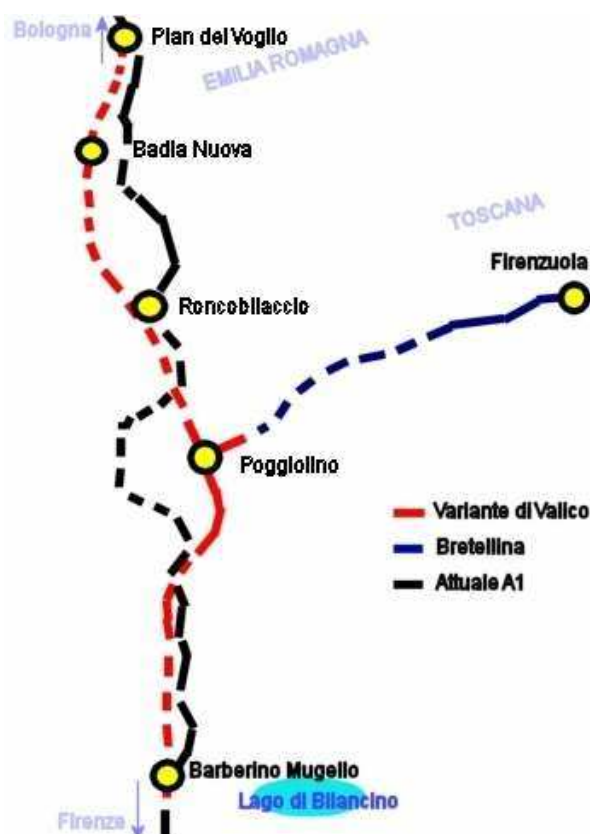 Bologna
Pian del Voglio
EMILIA ROMAGNA
Badia Nuova
TOSCANA
Firenzuola
Roncobilaccio
Poggiolino
Variante di Valico
Bretellina
Attuale A1
Barberino Mugello
Lago di Bilancino
Firenze